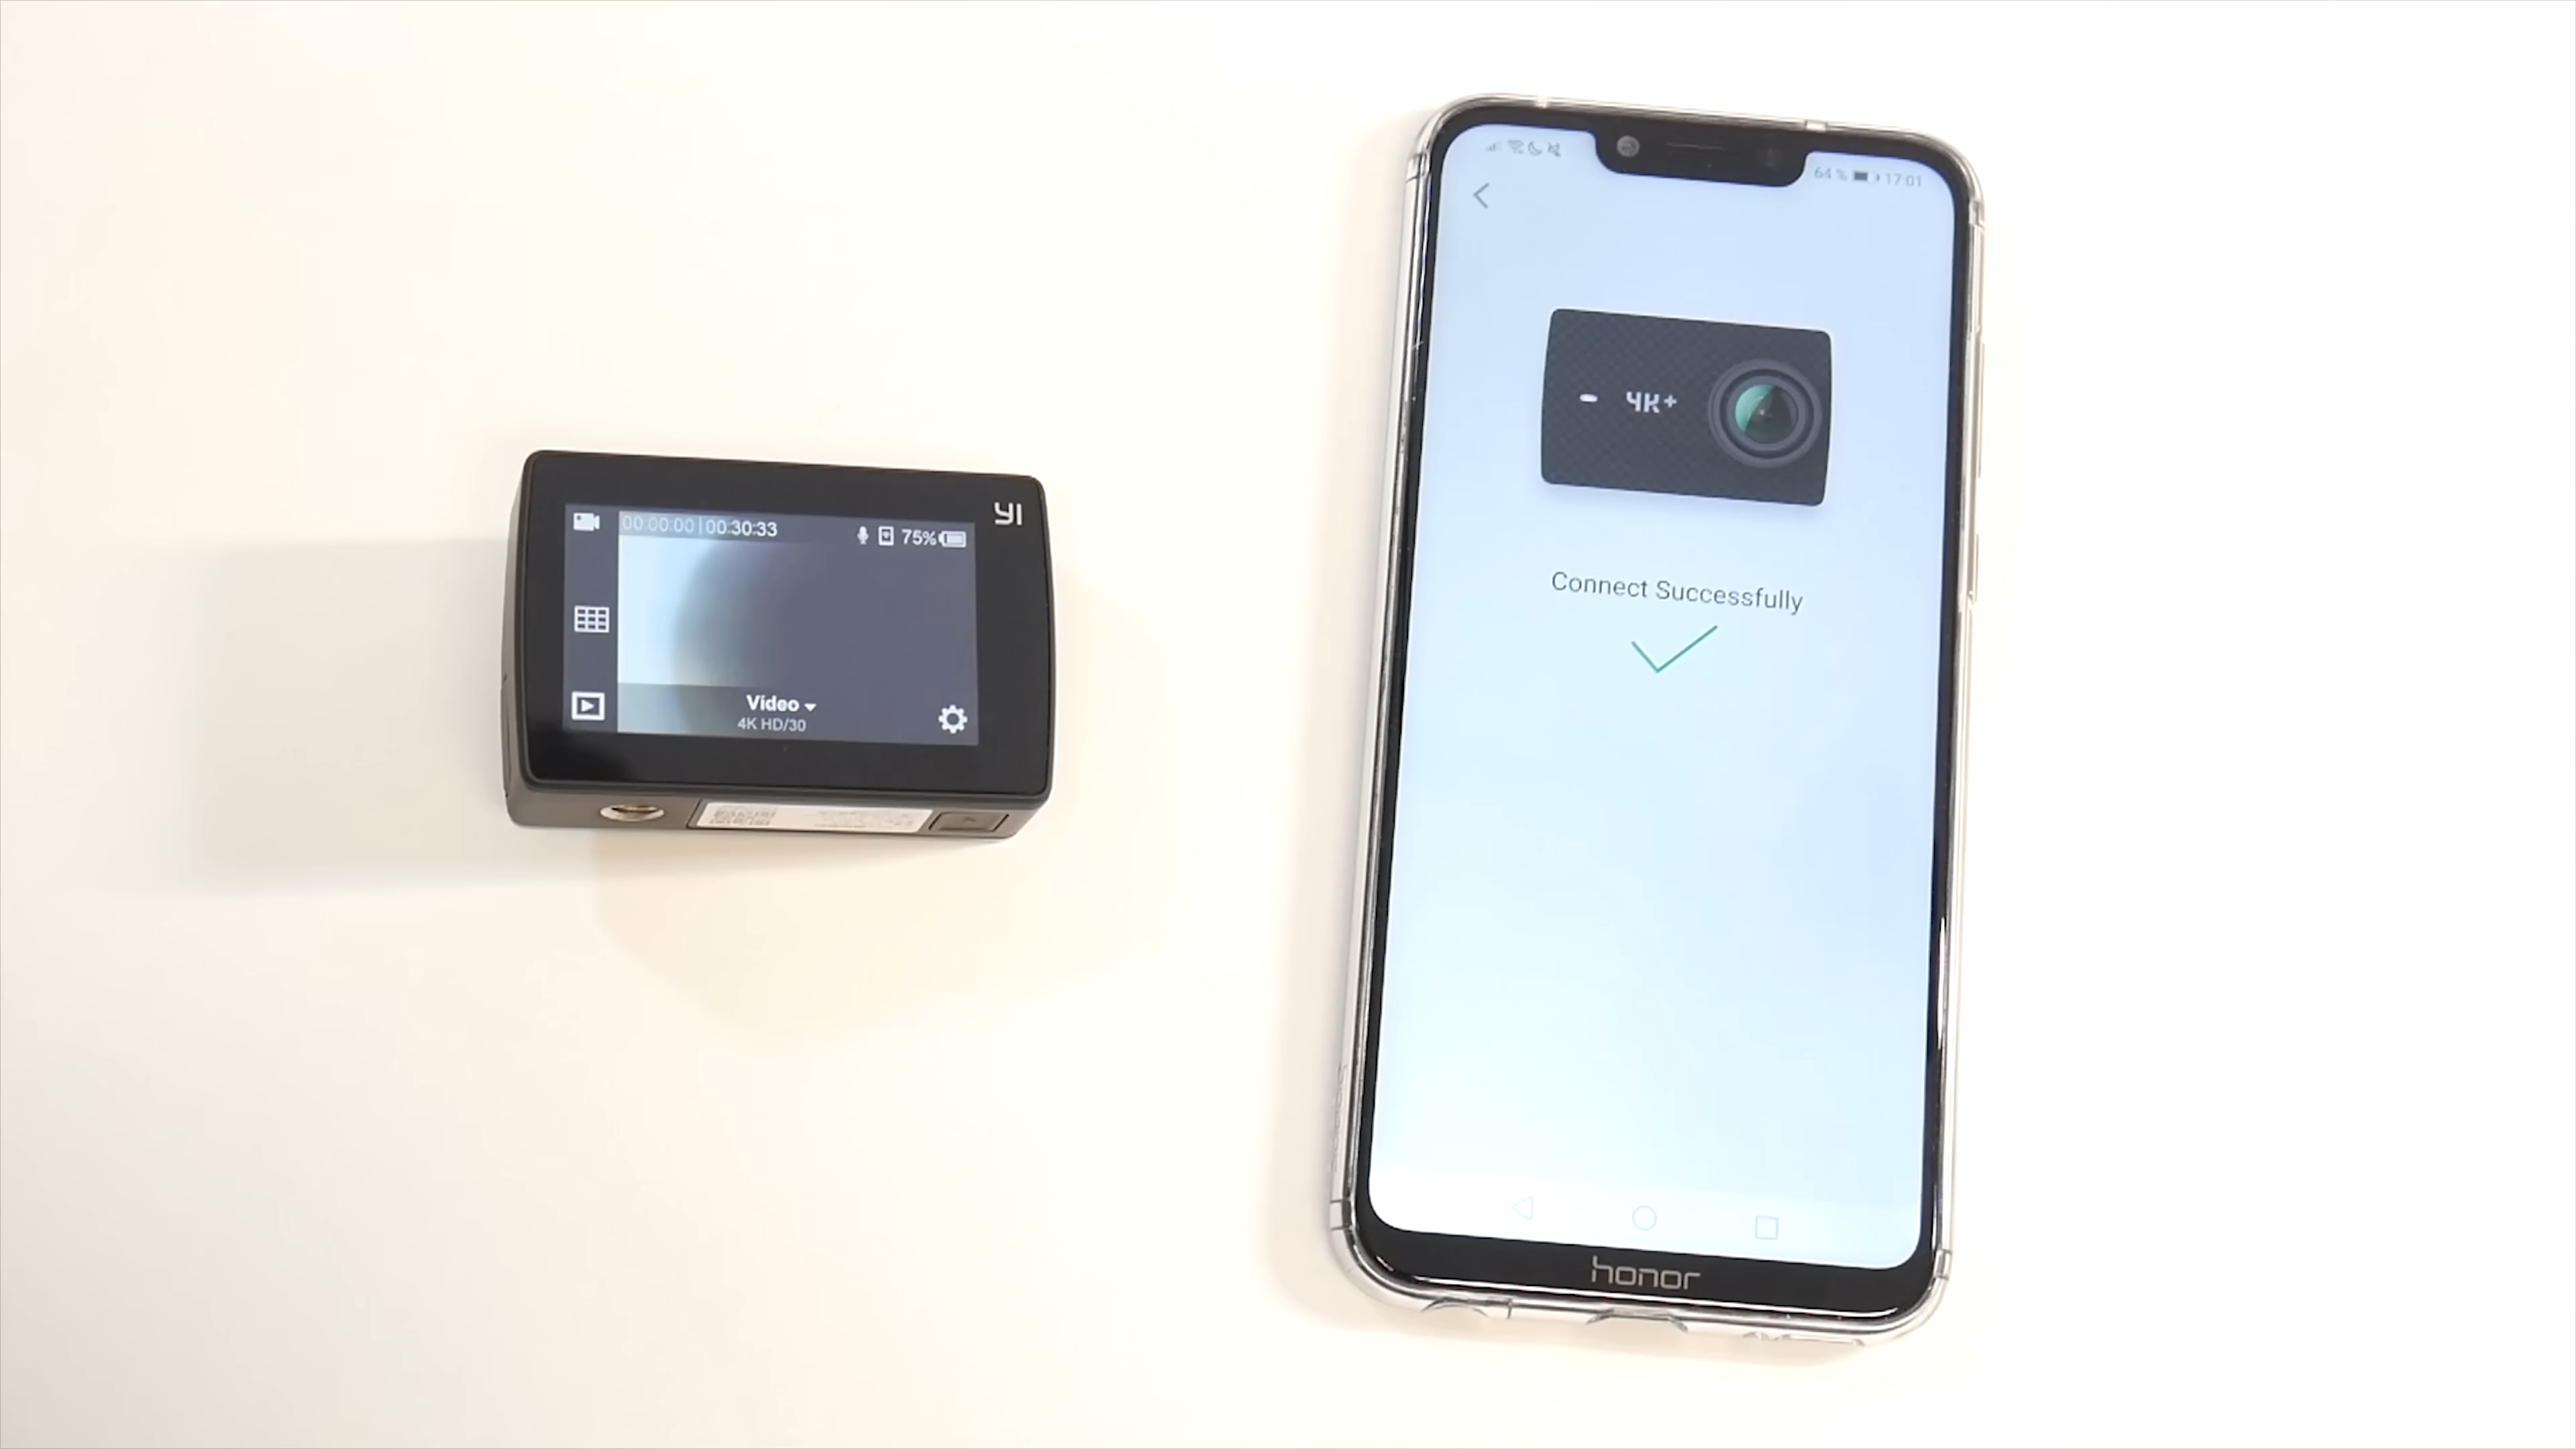 YI
00:00:00|00:30:33
75%
Video
4K HD/30
64 % 17:01
4K+
Connect Successfully
honor